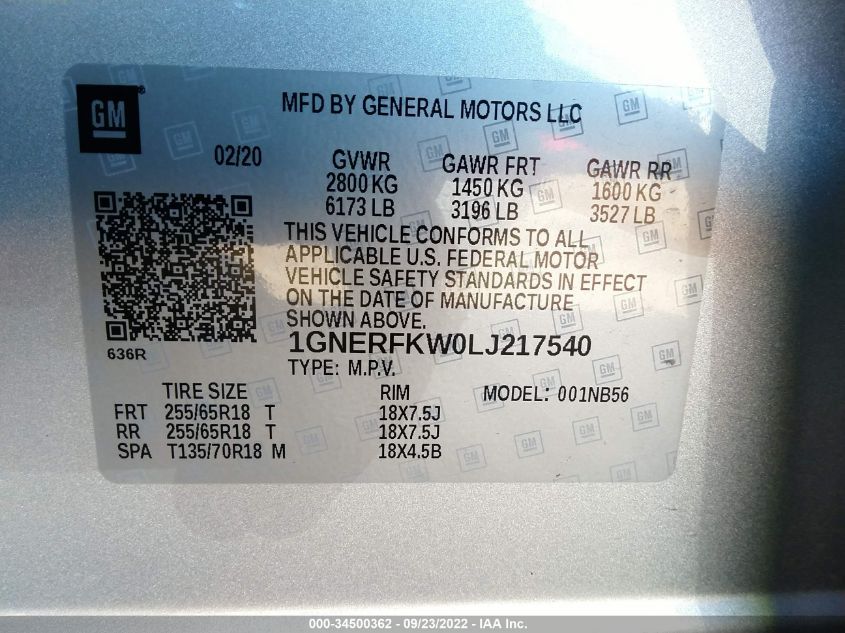 GM
MFD BY GENERAL MOTORS LLC
02/20
GVWR GAWR FRT GAWR RR
2800 KG 1450 KG 1600 KG
6173 LB 3196 LB 3527 LB
THIS VEHICLE CONFORMS TO ALL
APPLICABLE U.S. FEDERAL MOTOR
VEHICLE SAFETY STANDARDS IN EFFECT
ON THE DATE OF MANUFACTURE
SHOWN ABOVE.
636R
1GNERFKW0LJ217540
TYPE: M.P.V.
TIRE SIZE RIM MODEL: 001NB56
FRT 255/65R18 T 18X7.5J
RR 255/65R18 T 18X7.5J
SPA T135/70R18 M 18X4.5B
000-34500362 - 09/23/2022 - IAA Inc.